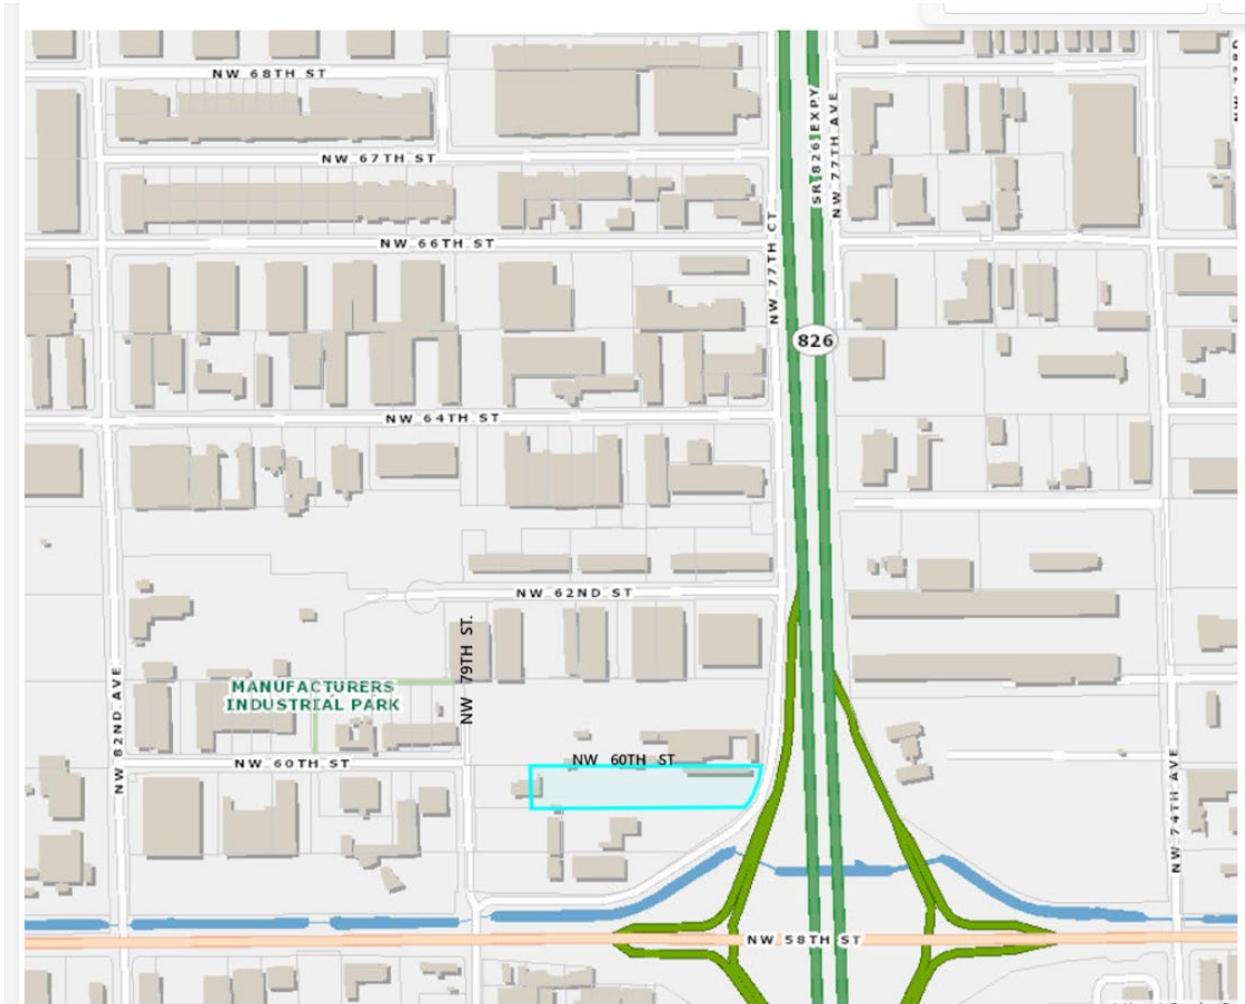 NW 68TH ST
NW 67TH ST
SR 826 EXPY
NW 77TH AVE
NW 66TH ST
NW 77TH CT
826
NW 64TH ST
NW 62ND ST
NW 79TH ST.
MANUFACTURERS
INDUSTRIAL PARK
NW 82ND AVE
NW 60TH ST
NW 60TH ST
NW 74TH AVE
NW 58TH ST